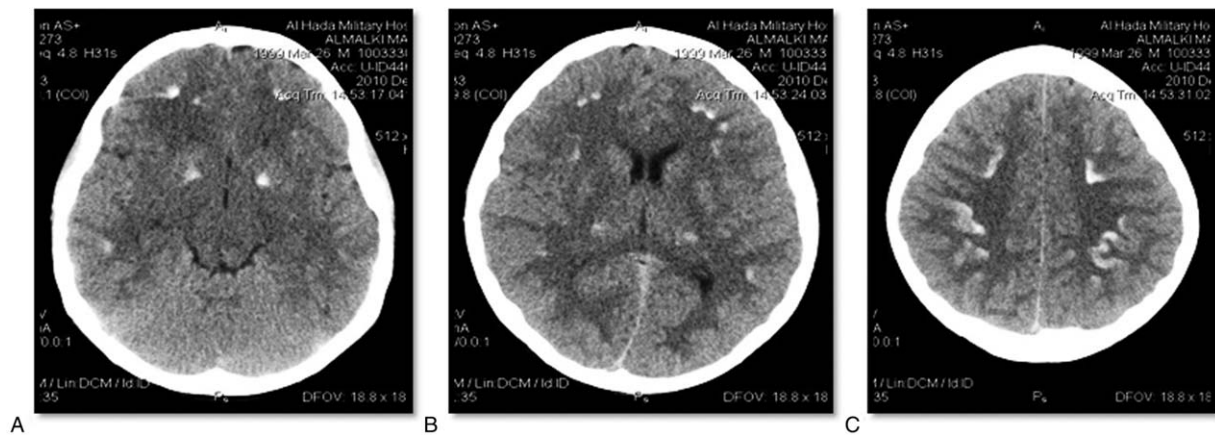 on AS+
273
eq 4.8 H31s
3
.1 (COI)
A
Al Hada Military Ho
ALMALKI MA
1999 Mar 26 M 100333
Acc: U-ID44
2010 De
Acq Tm: 14:53:17.04
512 x
V
nA
/0.0:1
M / Lin:DCM / Id:ID
:35
P
DFOV: 18.8 x 18
A
on AS+
0273
eq 4.8 H31s
9.8 (COI)
A
Al Hada Military Ho
ALMALKI MA
1999 Mar 26 M 100333
Acc: U-ID44
2010 De
Acq Tm: 14:53:24.03
512
V
A
/0.0:1
M / Lin:DCM / Id:ID
:35
P
DFOV: 18.8 x 18
B
on AS+
273
q 4.8 H31s
.8 (COI)
A
Al Hada Military Ho
ALMALKI MA
1999 Mar 26 M 100333
Acc: U-ID44
2010 De
Acq Tm: 14:53:31.02
512
/
A
/0.0:1
M / Lin:DCM / Id:ID
:35
P
DFOV: 18.8 x 18
C